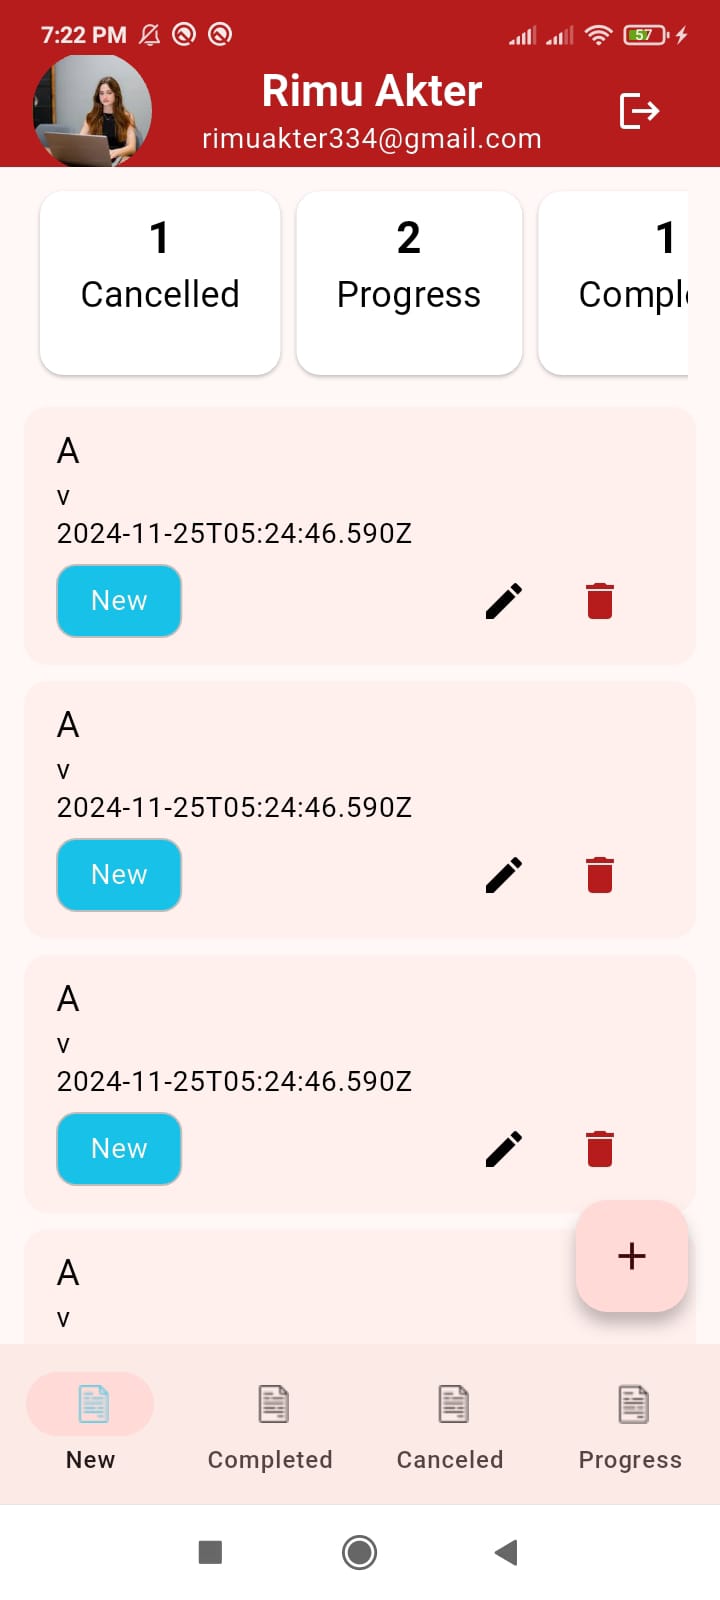 7:22 PM
57
Rimu Akter
rimuakter334@gmail.com
1
Cancelled
2
Progress
1
Compl
A
v
2024-11-25T05:24:46.590Z
New
A
v
2024-11-25T05:24:46.590Z
New
A
v
2024-11-25T05:24:46.590Z
New
A
v
+
New
Completed
Canceled
Progress